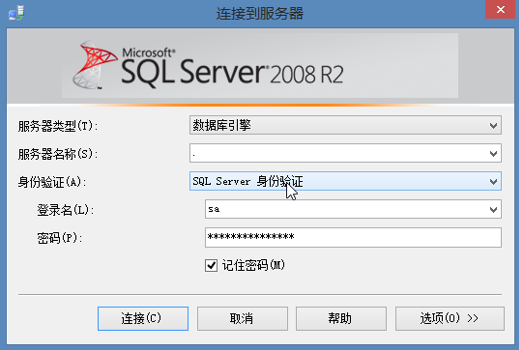 连接到服务器
Microsoft®
SQL Server® 2008 R2
服务器类型(T):
数据库引擎
服务器名称(S):
.
身份验证(A):
SQL Server 身份验证
登录名(L):
sa
密码(P):
***************
记住密码(M)
连接(C)
取消
帮助
选项(O) >>